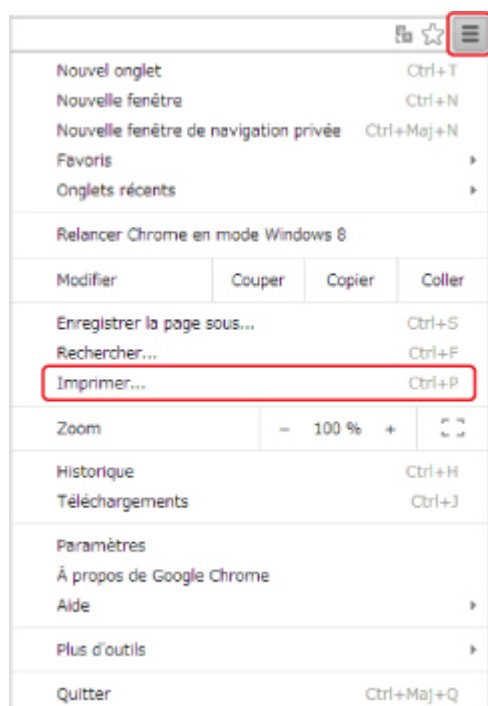 Nouvel onglet Ctrl+T
Nouvelle fenêtre Ctrl+N
Nouvelle fenêtre de navigation privée Ctrl+Maj+N
Favoris
Onglets récents
Relancer Chrome en mode Windows 8
Modifier Couper Copier Coller
Enregistrer la page sous... Ctrl+S
Rechercher... Ctrl+F
Imprimer... Ctrl+P
Zoom - 100 % +
Historique Ctrl+H
Téléchargements Ctrl+J
Paramètres
À propos de Google Chrome
Aide
Plus d'outils
Quitter Ctrl+Maj+Q